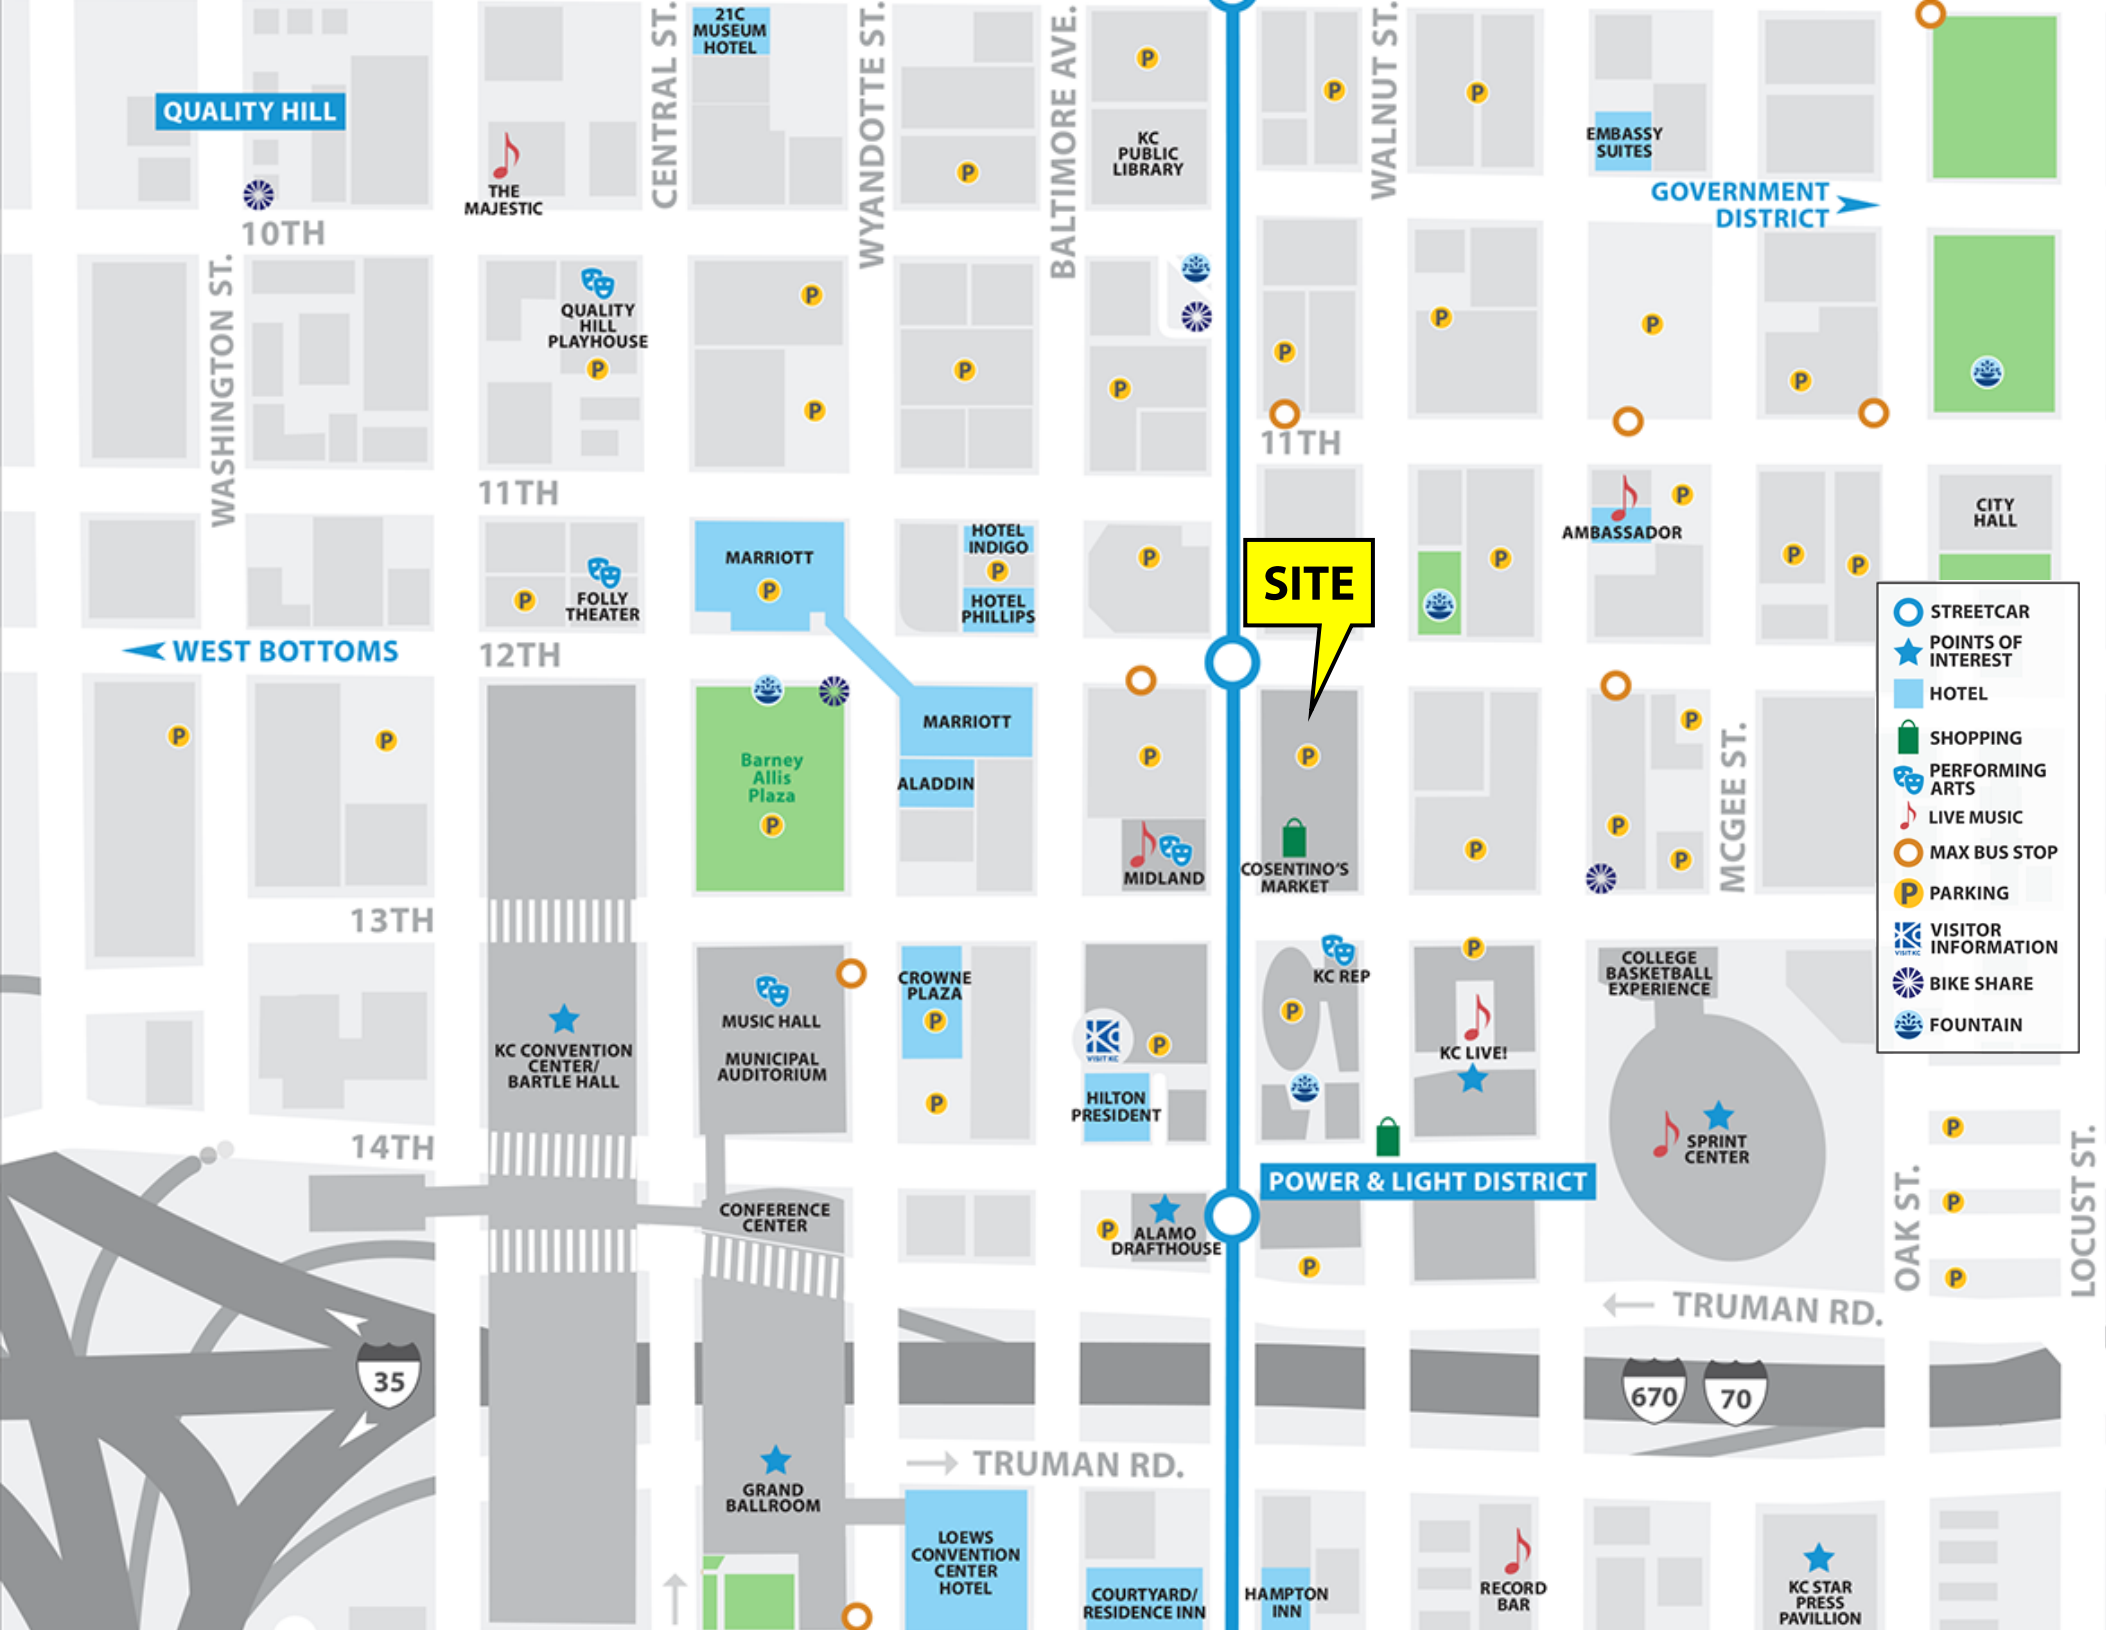 21C
MUSEUM
HOTEL
CENTRAL ST.
WYANDOTTE ST.
BALTIMORE AVE.
WALNUT ST.
P
P
P
QUALITY HILL
KC
PUBLIC
LIBRARY
EMBASSY
SUITES
P
THE
MAJESTIC
GOVERNMENT
DISTRICT
10TH
WASHINGTON ST.
QUALITY
HILL
PLAYHOUSE
P
P
P
P
P
P
P
P
P
P
11TH
11TH
HOTEL
INDIGO
P
HOTEL
PHILLIPS
MARRIOTT
P
P
FOLLY
THEATER
P
SITE
P
AMBASSADOR
P
P
P
CITY
HALL
WEST BOTTOMS
12TH
STREETCAR
POINTS OF
INTEREST
HOTEL
SHOPPING
PERFORMING
ARTS
LIVE MUSIC
MAX BUS STOP
P
PARKING
KC
VISIT KC
VISITOR
INFORMATION
BIKE SHARE
FOUNTAIN
P
P
Barney
Allis
Plaza
P
MARRIOTT
ALADDIN
P
MIDLAND
P
COSENTINO'S
MARKET
P
P
P
P
MCGEE ST.
13TH
KC CONVENTION
CENTER/
BARTLE HALL
MUSIC HALL
MUNICIPAL
AUDITORIUM
CROWNE
PLAZA
P
P
KC
VISIT KC
P
HILTON
PRESIDENT
KC REP
P
P
KC LIVE!
COLLEGE
BASKETBALL
EXPERIENCE
SPRINT
CENTER
14TH
POWER & LIGHT DISTRICT
CONFERENCE
CENTER
P
ALAMO
DRAFTHOUSE
P
P
P
P
OAK ST.
LOCUST ST.
TRUMAN RD.
35
670
70
TRUMAN RD.
GRAND
BALLROOM
LOEWS
CONVENTION
CENTER
HOTEL
COURTYARD/
RESIDENCE INN
HAMPTON
INN
RECORD
BAR
KC STAR
PRESS
PAVILLION